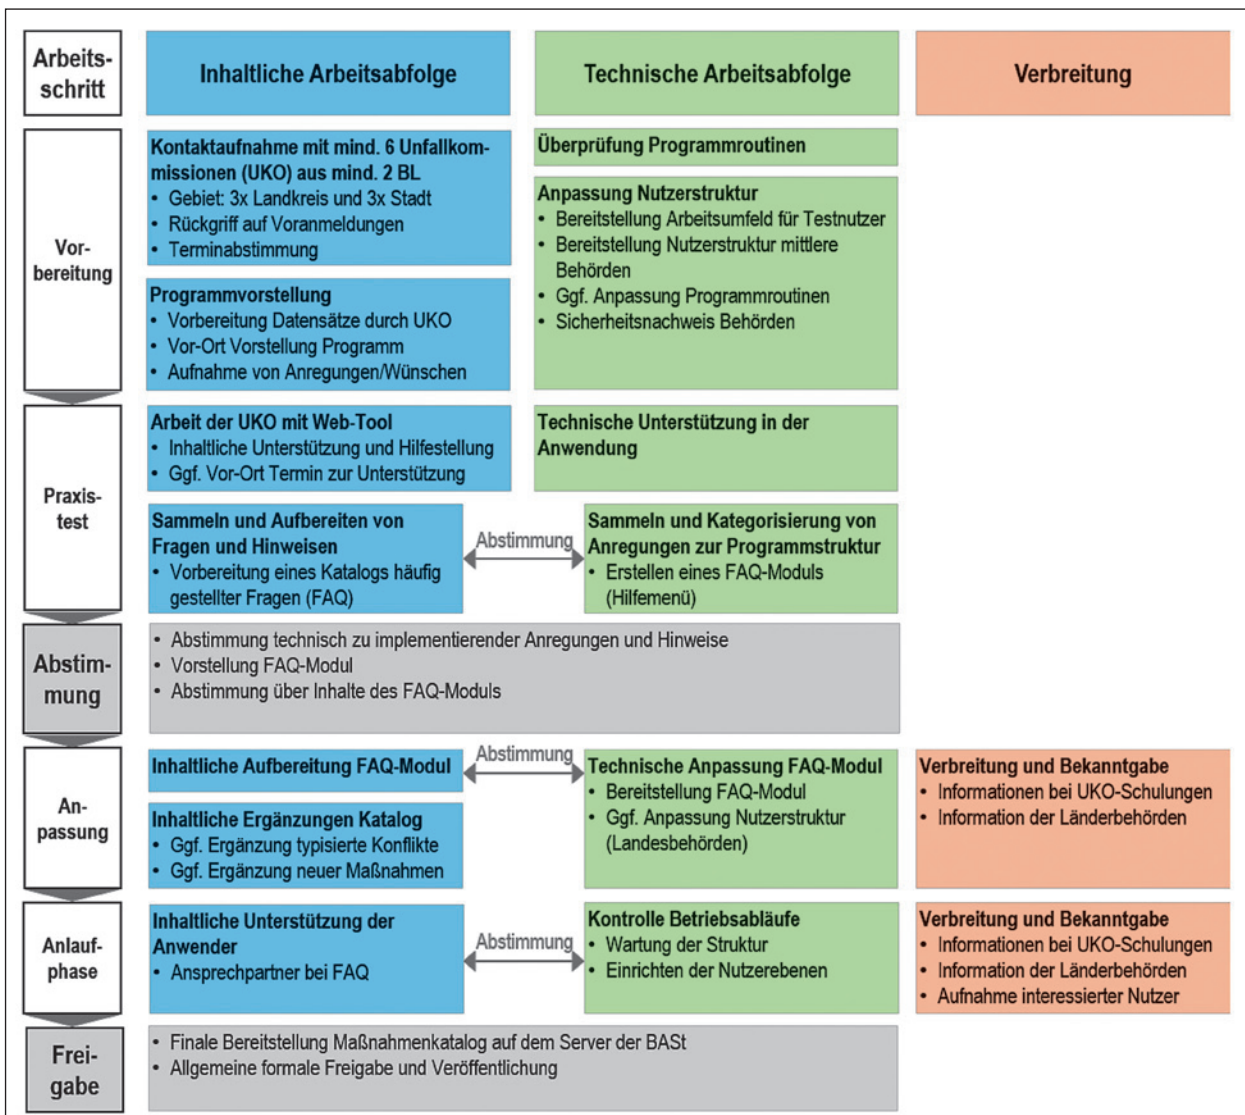 Arbeits-
schritt
Inhaltliche Arbeitsabfolge
Technische Arbeitsabfolge
Verbreitung
Vor-
bereitung
Kontaktaufnahme mit mind. 6 Unfallkom-
missionen (UKO) aus mind. 2 BL
• Gebiet: 3x Landkreis und 3x Stadt
• Rückgriff auf Voranmeldungen
• Terminabstimmung
Programmvorstellung
• Vorbereitung Datensätze durch UKO
• Vor-Ort Vorstellung Programm
• Aufnahme von Anregungen/Wünschen
Überprüfung Programmroutinen
Anpassung Nutzerstruktur
• Bereitstellung Arbeitsumfeld für Testnutzer
• Bereitstellung Nutzerstruktur mittlere
Behörden
• Ggf. Anpassung Programmroutinen
• Sicherheitsnachweis Behörden
Praxis-
test
Arbeit der UKO mit Web-Tool
• Inhaltliche Unterstützung und Hilfestellung
• Ggf. Vor-Ort Termin zur Unterstützung
Technische Unterstützung in der
Anwendung
Sammeln und Aufbereiten von
Fragen und Hinweisen
• Vorbereitung eines Katalogs häufig
gestellter Fragen (FAQ)
Abstimmung
Sammeln und Kategorisierung von
Anregungen zur Programmstruktur
• Erstellen eines FAQ-Moduls
(Hilfemenü)
Abstim-
mung
• Abstimmung technisch zu implementierender Anregungen und Hinweise
• Vorstellung FAQ-Modul
• Abstimmung über Inhalte des FAQ-Moduls
An-
passung
Inhaltliche Aufbereitung FAQ-Modul
Inhaltliche Ergänzungen Katalog
• Ggf. Ergänzung typisierte Konflikte
• Ggf. Ergänzung neuer Maßnahmen
Abstimmung
Technische Anpassung FAQ-Modul
• Bereitstellung FAQ-Modul
• Ggf. Anpassung Nutzerstruktur
(Landesbehörden)
Verbreitung und Bekanntgabe
• Informationen bei UKO-Schulungen
• Information der Länderbehörden
Anlauf-
phase
Inhaltliche Unterstützung der
Anwender
• Ansprechpartner bei FAQ
Abstimmung
Kontrolle Betriebsabläufe
• Wartung der Struktur
• Einrichten der Nutzerebenen
Verbreitung und Bekanntgabe
• Informationen bei UKO-Schulungen
• Information der Länderbehörden
• Aufnahme interessierter Nutzer
Frei-
gabe
• Finale Bereitstellung Maßnahmenkatalog auf dem Server der BASt
• Allgemeine formale Freigabe und Veröffentlichung